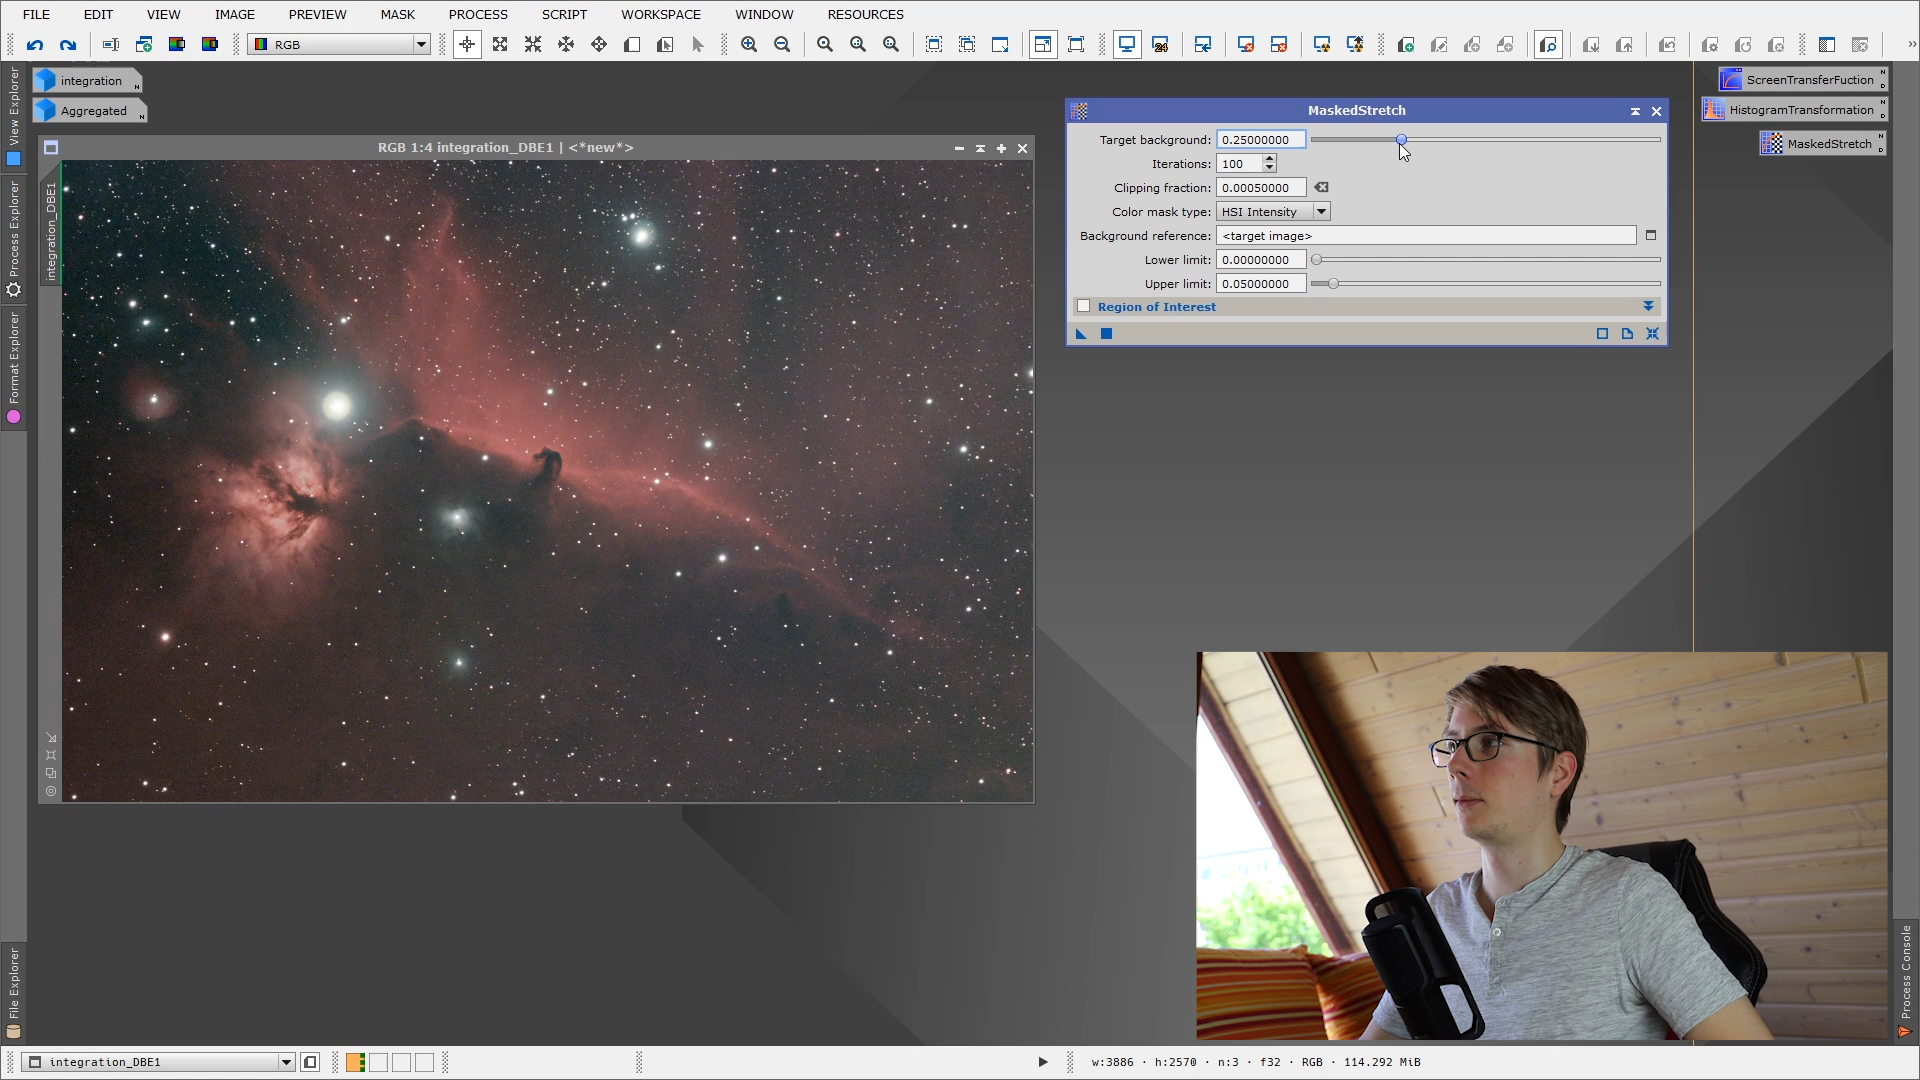 FILE EDIT VIEW IMAGE PREVIEW MASK PROCESS SCRIPT WORKSPACE WINDOW RESOURCES
RGB
24
integration
N
Aggregated
N
View Explorer
Process Explorer
Format Explorer
File Explorer
RGB 1:4 integration_DBE1 | <*new*>
integration_DBE1
MaskedStretch
Target background: 0.25000000
Iterations: 100
Clipping fraction: 0.00050000
Color mask type: HSI Intensity
Background reference: <target image>
Lower limit: 0.00000000
Upper limit: 0.05000000
Region of Interest
ScreenTransferFuction
N
D
HistogramTransformation
N
D
MaskedStretch
N
D
Process Console
integration_DBE1
w:3886 · h:2570 · n:3 · f32 · RGB · 114.292 MiB